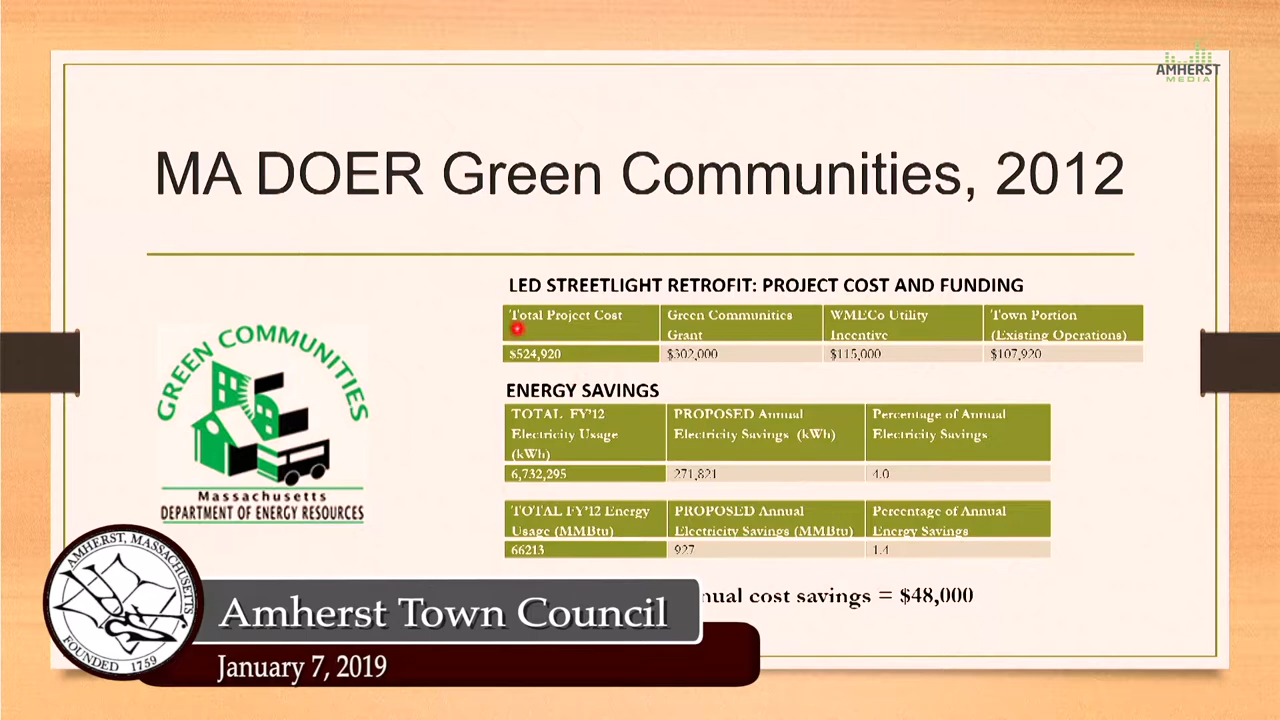 AMHERST
MEDIA
MA DOER Green Communities, 2012
LED STREETLIGHT RETROFIT: PROJECT COST AND FUNDING
Total Project Cost
Green Communities
Grant
WMECo Utility
Incentive
Town Portion
(Existing Operations)
$524,920
$302,000
$115,000
$107,920
ENERGY SAVINGS
TOTAL FY'12
Electricity Usage
(kWh)
PROPOSED Annual
Electricity Savings (kWh)
Percentage of Annual
Electricity Savings
6,732,295
271,821
4.0
TOTAL FY'12 Energy
Usage (MMBtu)
PROPOSED Annual
Electricity Savings (MMBtu)
Percentage of Annual
Energy Savings
66213
927
1.4
nual cost savings = $48,000
GREEN COMMUNITIES
Massachusetts
DEPARTMENT OF ENERGY RESOURCES
AMHERST, MASSACHUSETTS
FOUNDED 1759
Amherst Town Council
January 7, 2019